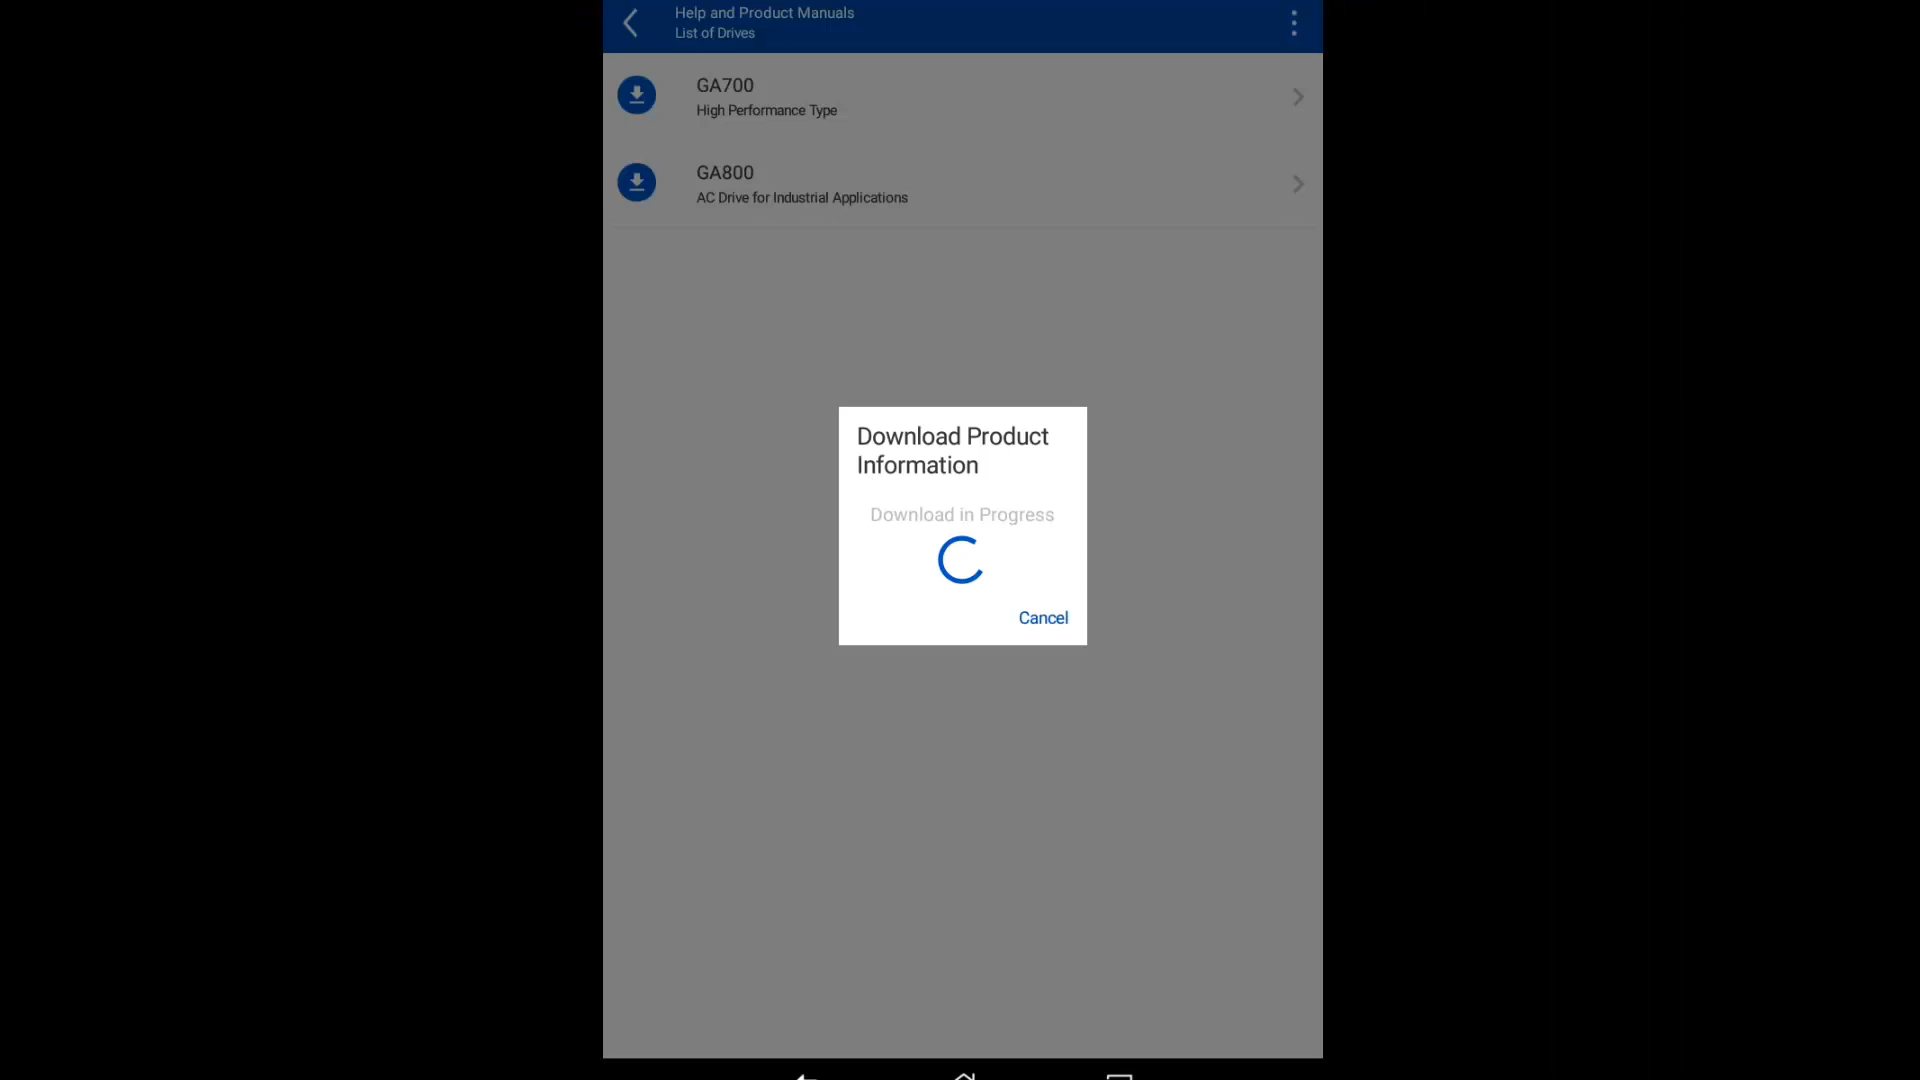 Help and Product Manuals
List of Drives
GA700
High Performance Type
GA800
AC Drive for Industrial Applications
Download Product
Information
Download in Progress
Cancel